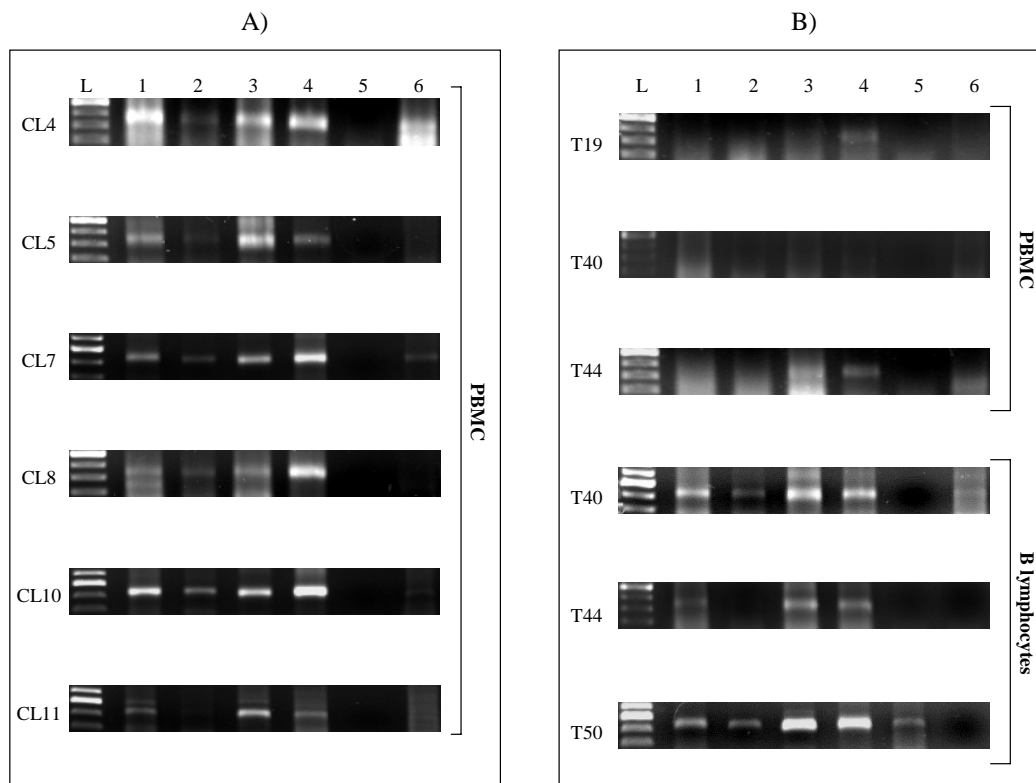 A)
L 1 2 3 4 5 6
CL4
CL5
CL7
CL8
CL10
CL11
PBMC
B)
L 1 2 3 4 5 6
T19
T40
T44
PBMC
T40
T44
T50
B lymphocytes